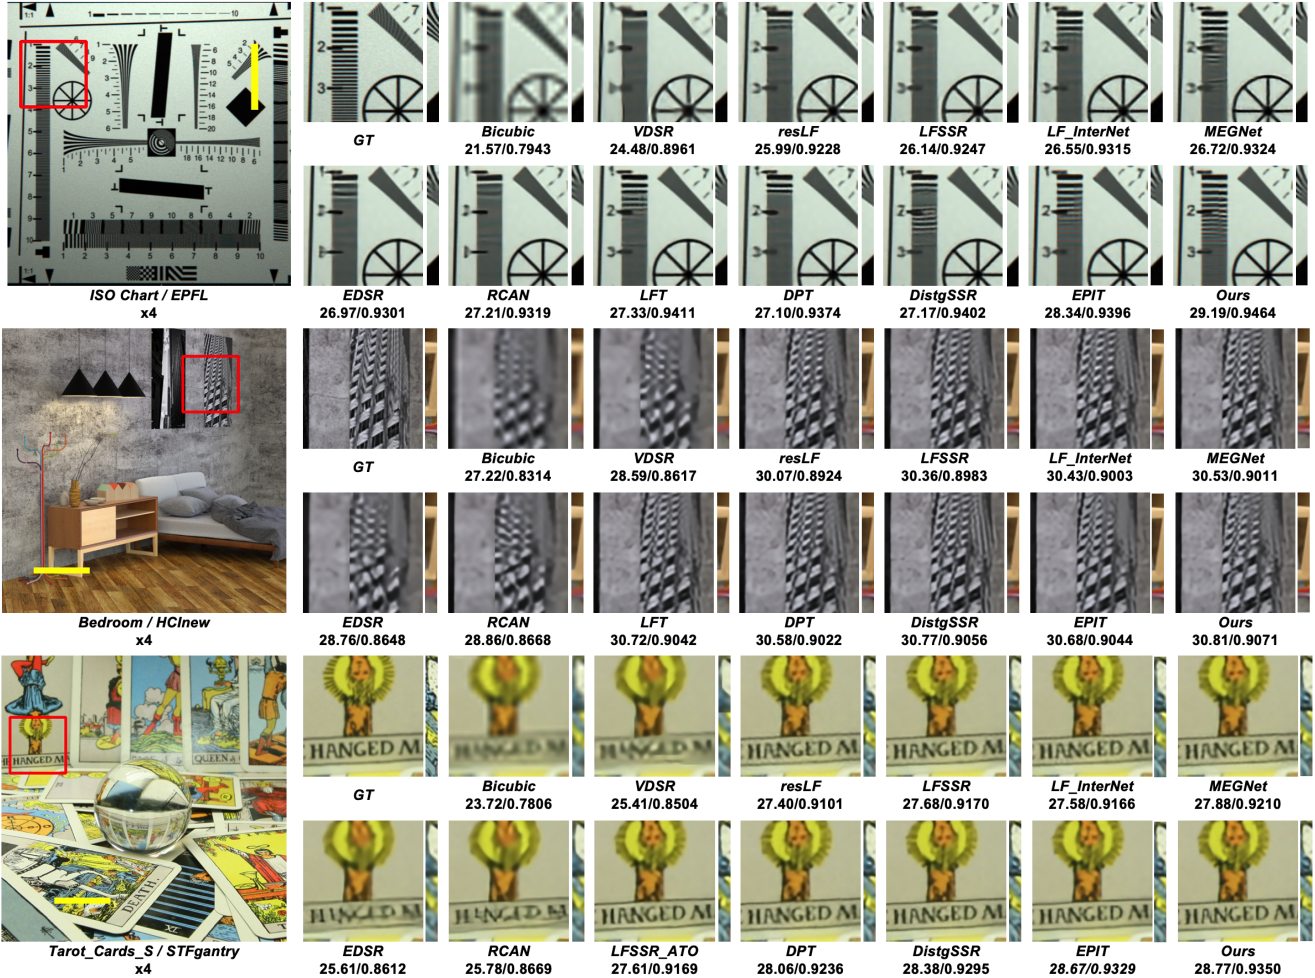 GT
Bicubic
21.57/0.7943
VDSR
24.48/0.8961
resLF
25.99/0.9228
LFSSR
26.14/0.9247
LF_InterNet
26.55/0.9315
MEGNet
26.72/0.9324
ISO Chart / EPFL
x4
EDSR
26.97/0.9301
RCAN
27.21/0.9319
LFT
27.33/0.9411
DPT
27.10/0.9374
DistgSSR
27.17/0.9402
EPIT
28.34/0.9396
Ours
29.19/0.9464
GT
Bicubic
27.22/0.8314
VDSR
28.59/0.8617
resLF
30.07/0.8924
LFSSR
30.36/0.8983
LF_InterNet
30.43/0.9003
MEGNet
30.53/0.9011
Bedroom / HCInew
x4
EDSR
28.76/0.8648
RCAN
28.86/0.8668
LFT
30.72/0.9042
DPT
30.58/0.9022
DistgSSR
30.77/0.9056
EPIT
30.68/0.9044
Ours
30.81/0.9071
HANGED M
GT
Bicubic
23.72/0.7806
VDSR
25.41/0.8504
resLF
27.40/0.9101
LFSSR
27.68/0.9170
LF_InterNet
27.58/0.9166
MEGNet
27.88/0.9210
DEATH.
Tarot_Cards_S / STFgantry
x4
EDSR
25.61/0.8612
RCAN
25.78/0.8669
LFSSR_ATO
27.61/0.9169
DPT
28.06/0.9236
DistgSSR
28.38/0.9295
EPIT
28.67/0.9329
Ours
28.77/0.9350